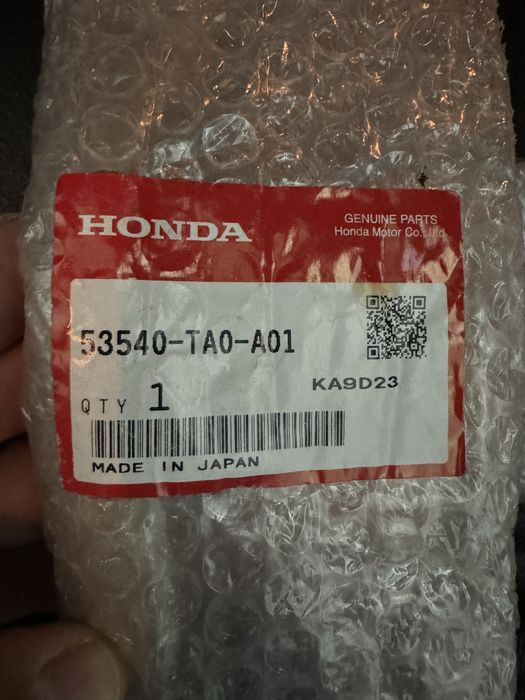 HONDA
GENUINE PARTS
Honda Motor Co., Ltd.
53540-TA0-A01
KA9D23
QTY 1
MADE IN JAPAN